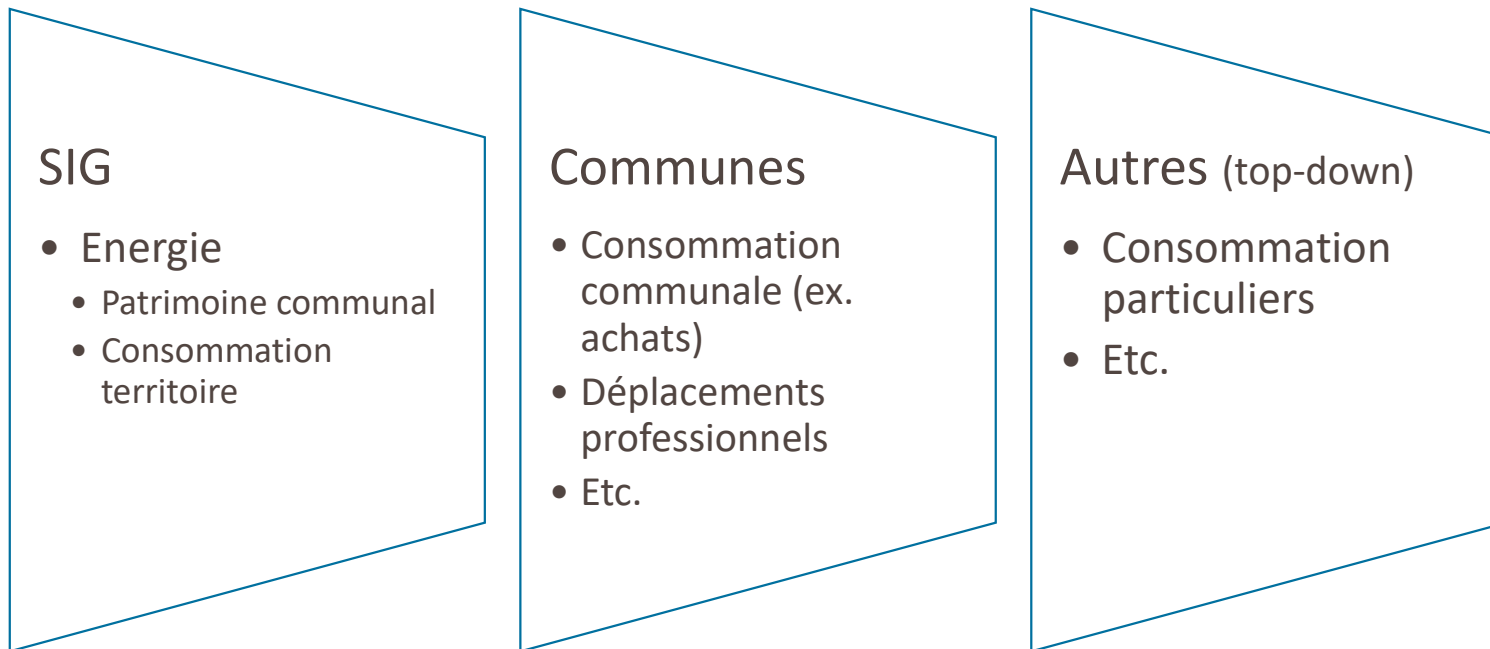 SIG
• Energie
• Patrimoine communal
• Consommation
territoire
Communes
• Consommation
communale (ex.
achats)
• Déplacements
professionnels
• Etc.
Autres (top-down)
• Consommation
particuliers
• Etc.